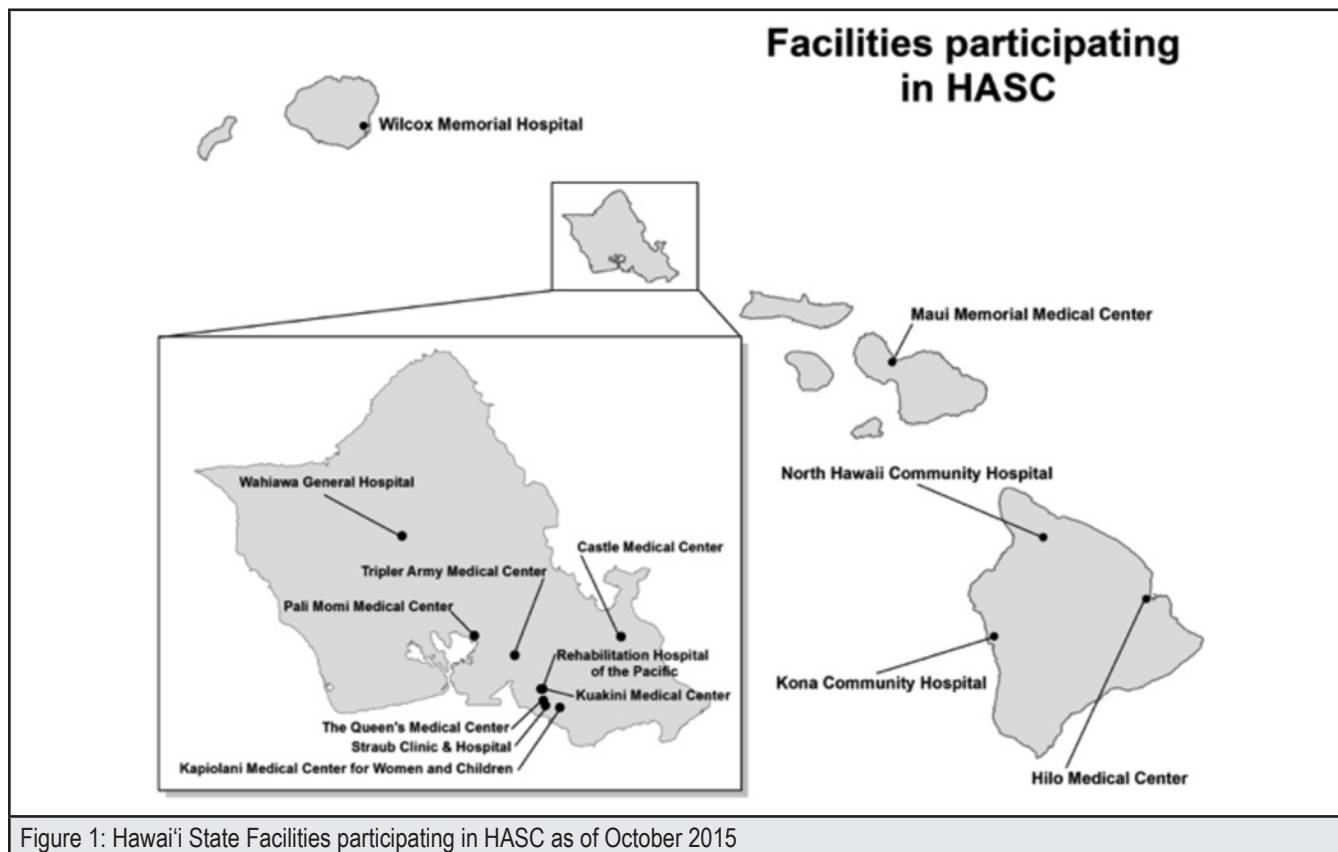 Facilities participating
in HASC
Wilcox Memorial Hospital
Maui Memorial Medical Center
North Hawaii Community Hospital
Kona Community Hospital
Hilo Medical Center
Wahiawa General Hospital
Castle Medical Center
Tripler Army Medical Center
Pali Momi Medical Center
Rehabilitation Hospital
of the Pacific
Kuakini Medical Center
The Queen's Medical Center
Straub Clinic & Hospital
Kapiolani Medical Center for Women and Children
Figure 1: Hawai‘i State Facilities participating in HASC as of October 2015